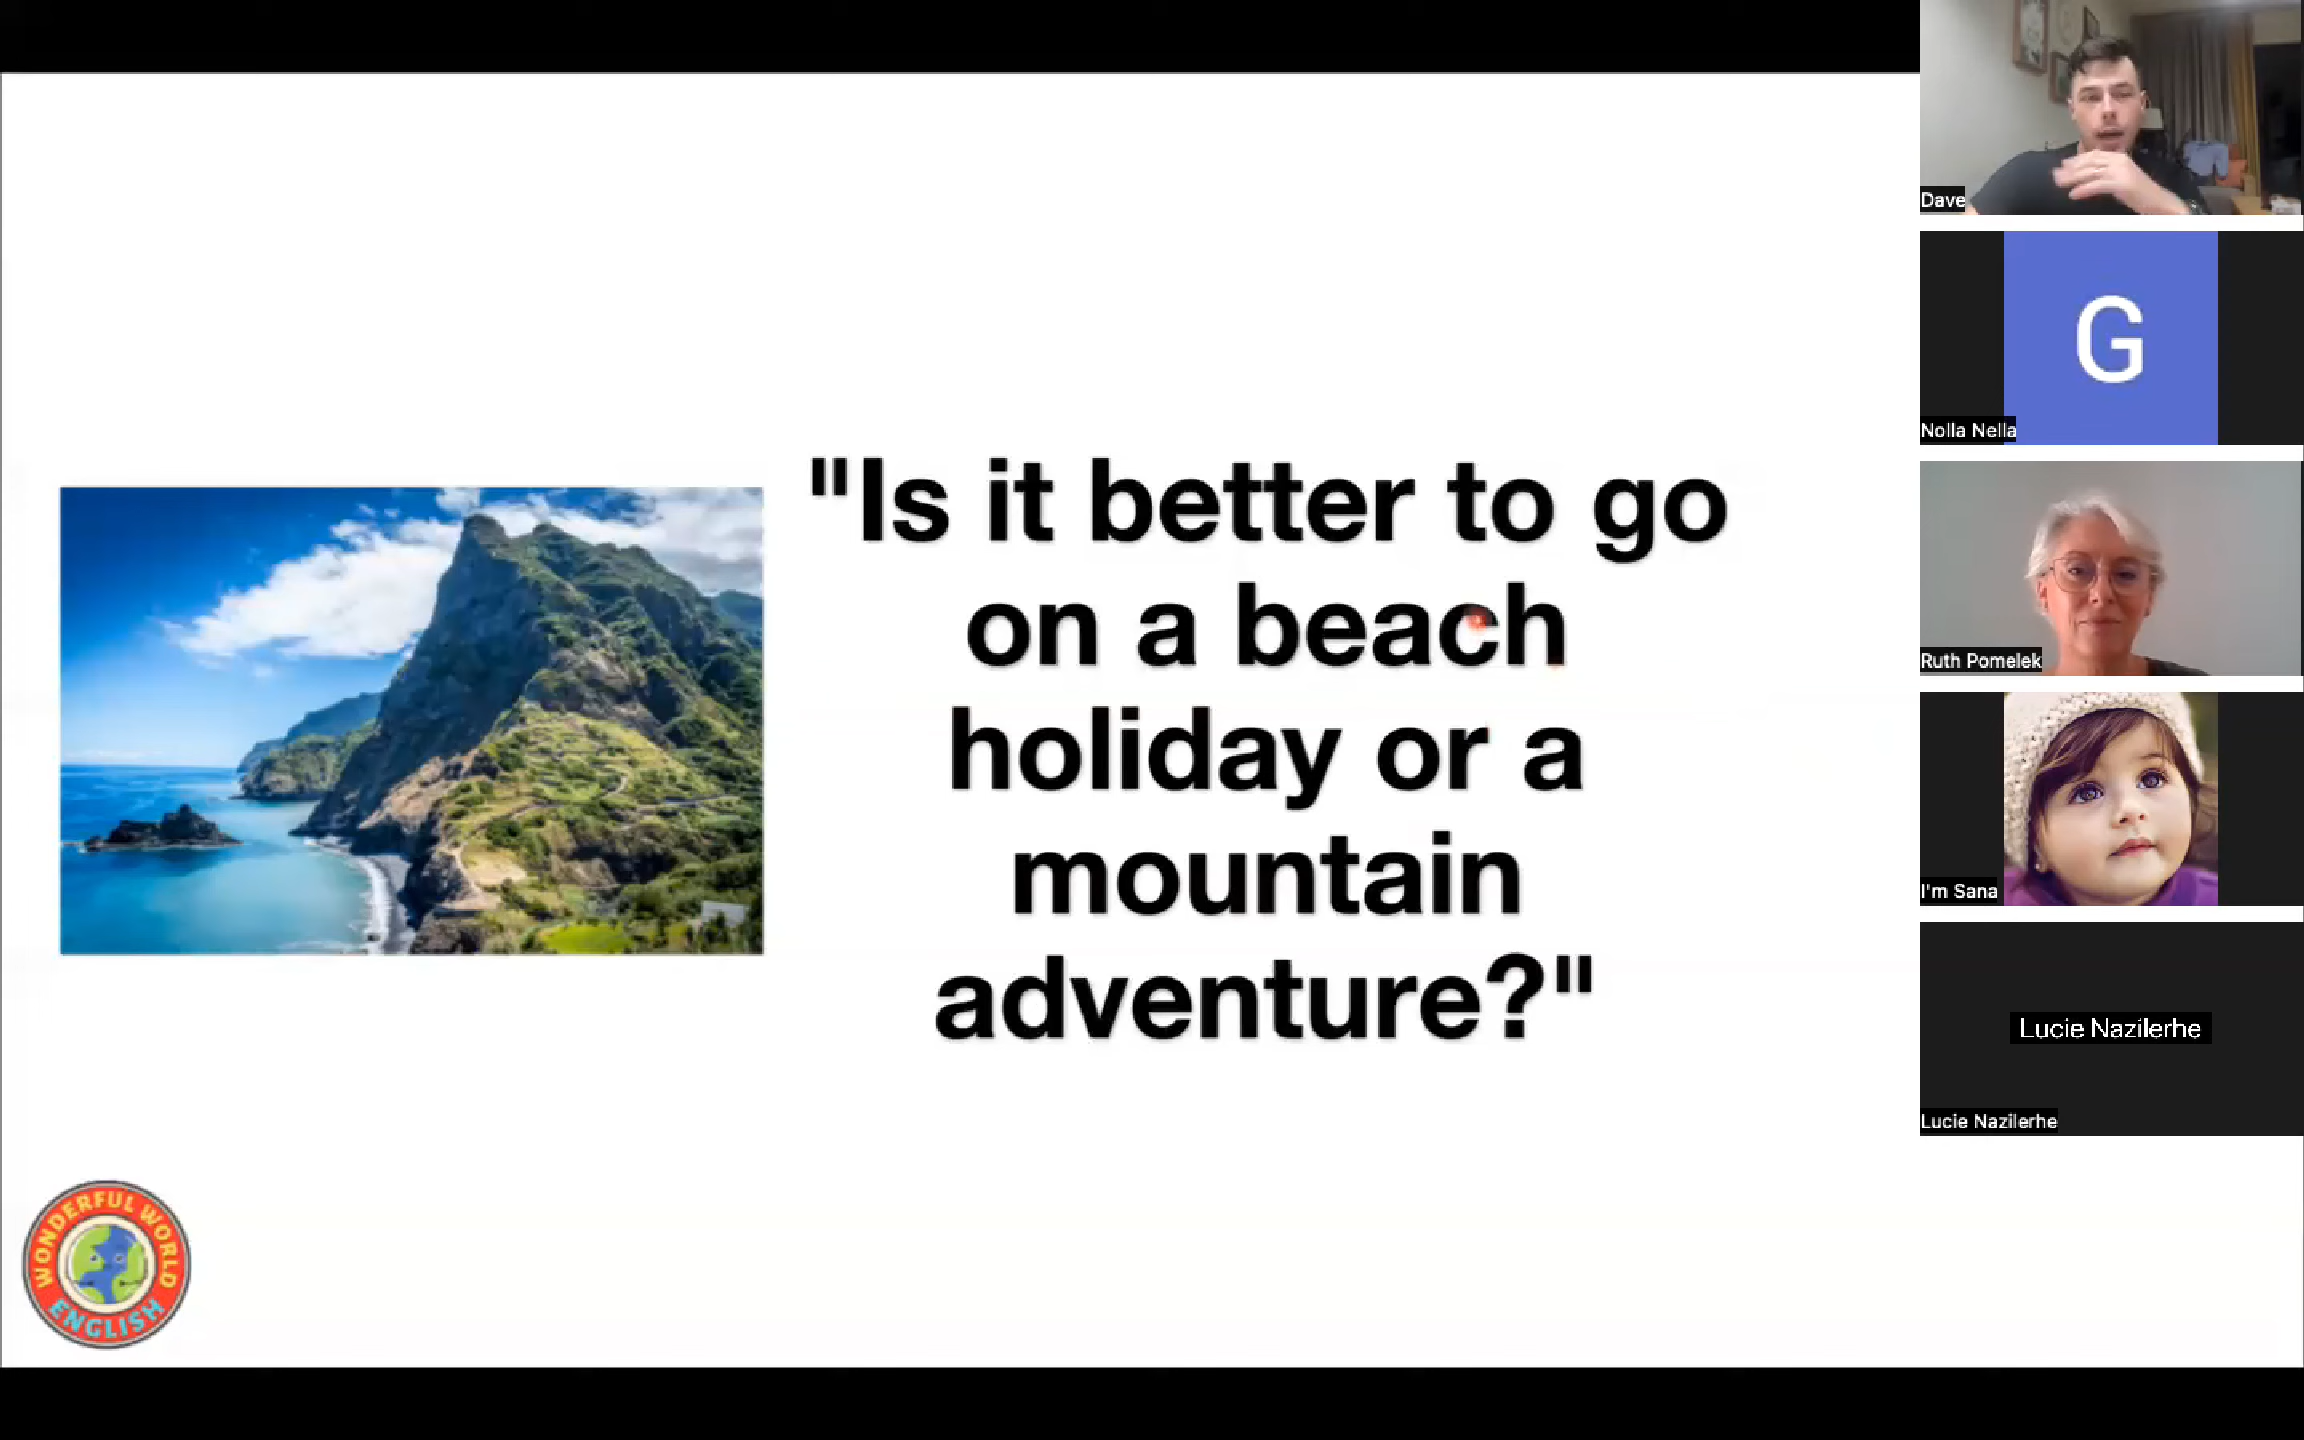 "Is it better to go
on a beach
holiday or a
mountain
adventure?"
WONDERFUL WORLD
ENGLISH
Dave
G
Nolla Nella
Ruth Pomelek
I'm Sana
Lucie Nazilerhe
Lucie Nazilerhe